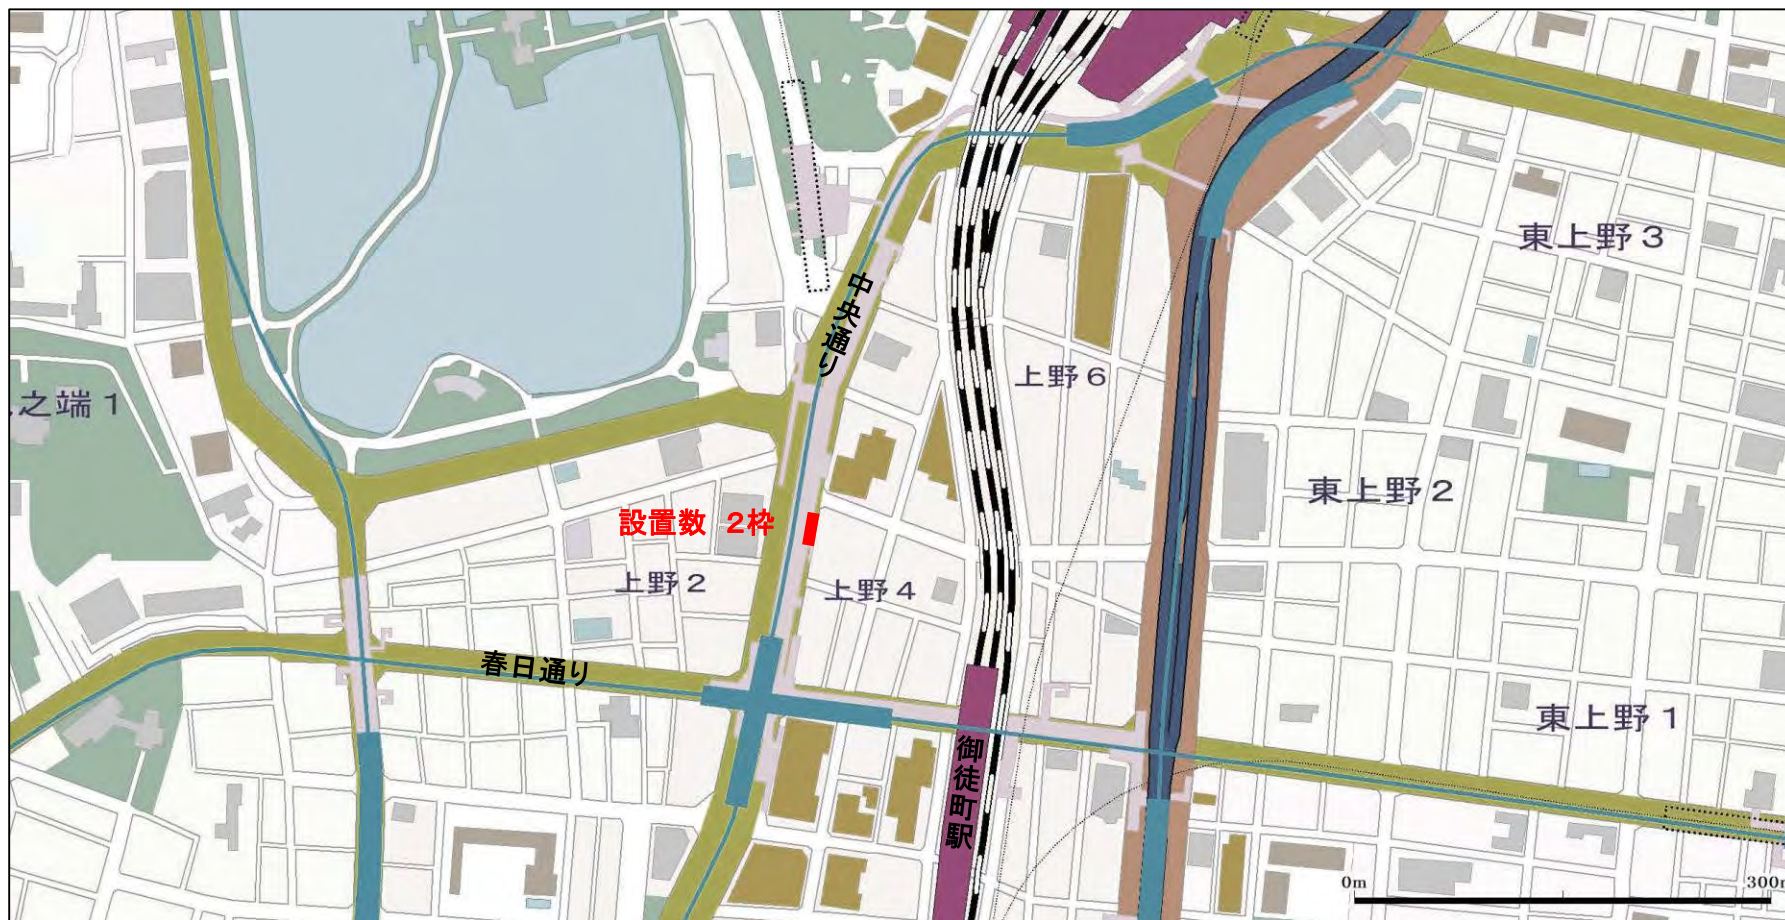 東上野3
中央通り
上野6
之端1
東上野2
設置数 2枠
上野2
上野4
春日通り
東上野1
御徒町駅
0m
300m